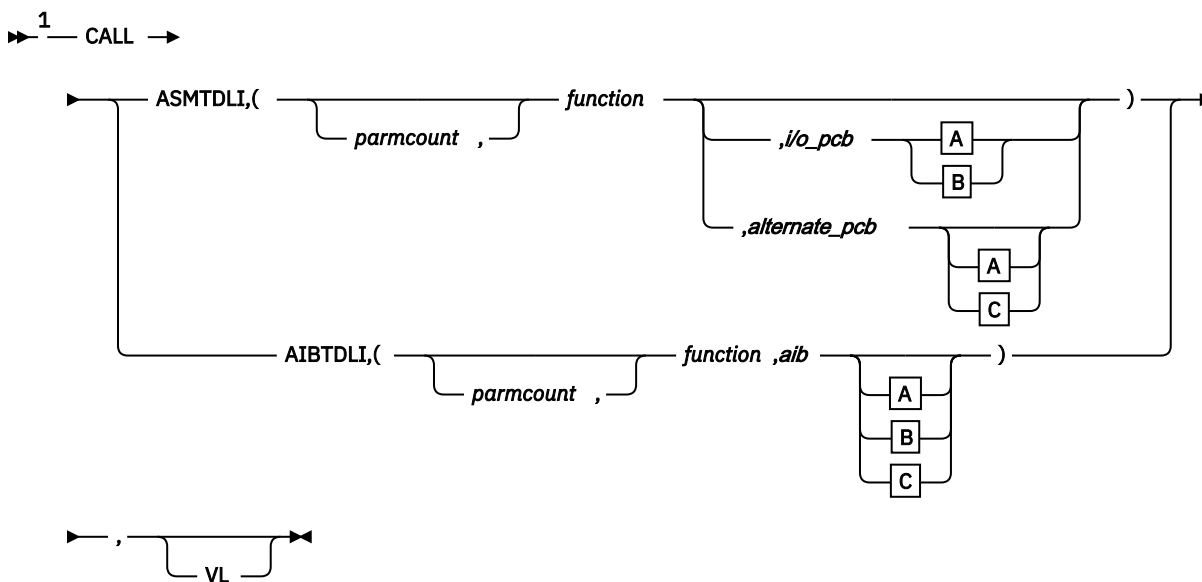 1
CALL
ASMTDLI,( function )
parmcount ,
,i/o_pcb A
B
,alternate_pcb
A
C
AIBTDLI,( function ,aib )
parmcount ,
A
B
C
,
VL